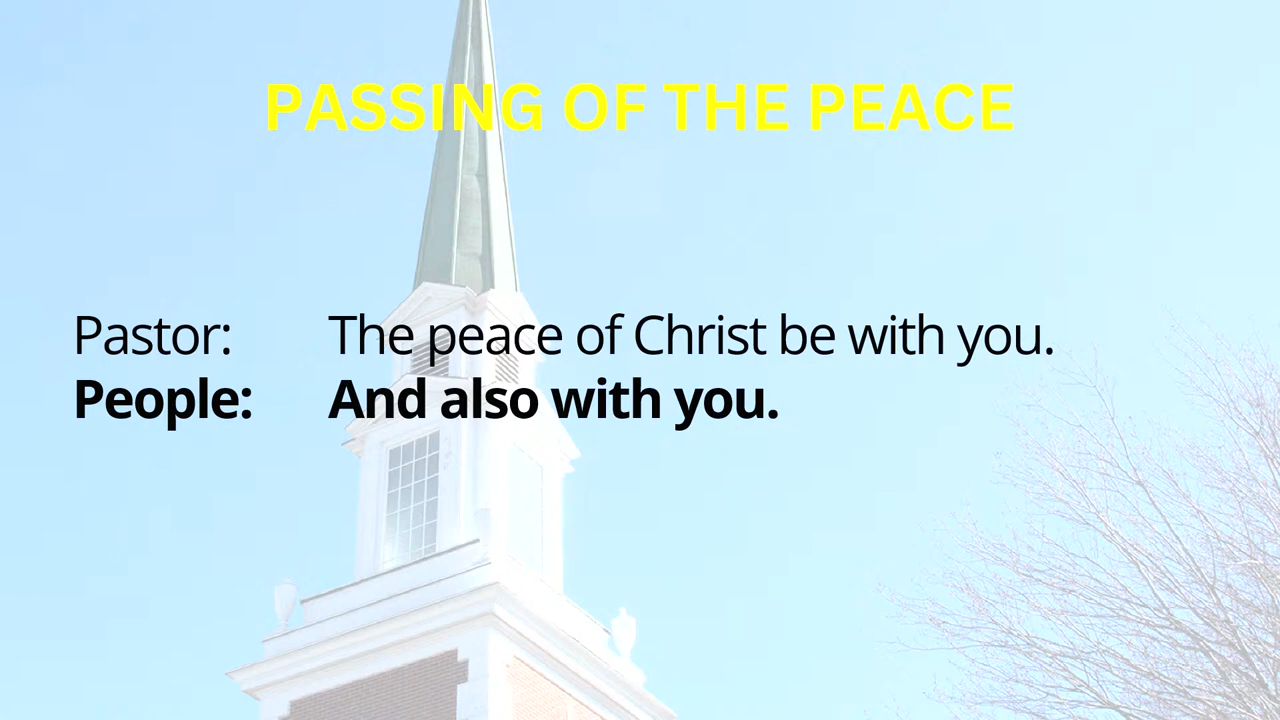 PASSING OF THE PEACE
Pastor: The peace of Christ be with you.
People: And also with you.